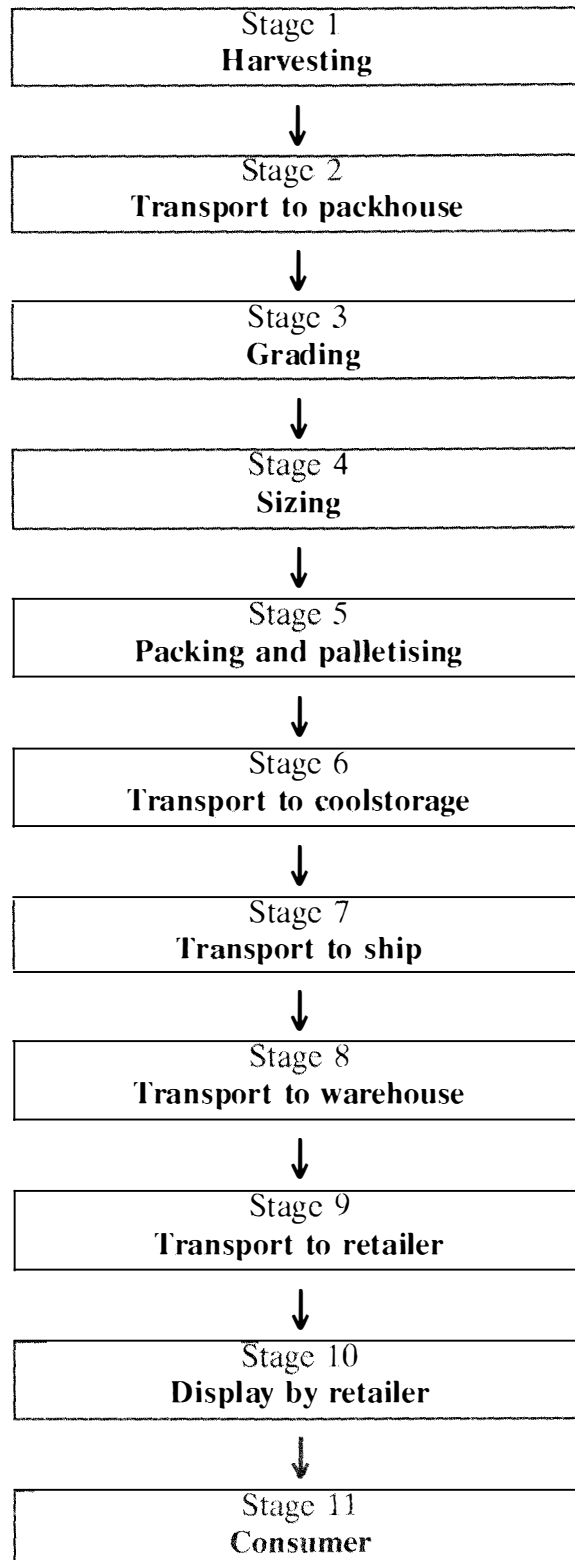 Stage 1
Harvesting
Stage 2
Transport to packhouse
Stage 3
Grading
Stage 4
Sizing
Stage 5
Packing and palletising
Stage 6
Transport to coolstorage
Stage 7
Transport to ship
Stage 8
Transport to warehouse
Stage 9
Transport to retailer
Stage 10
Display by retailer
Stage 11
Consumer